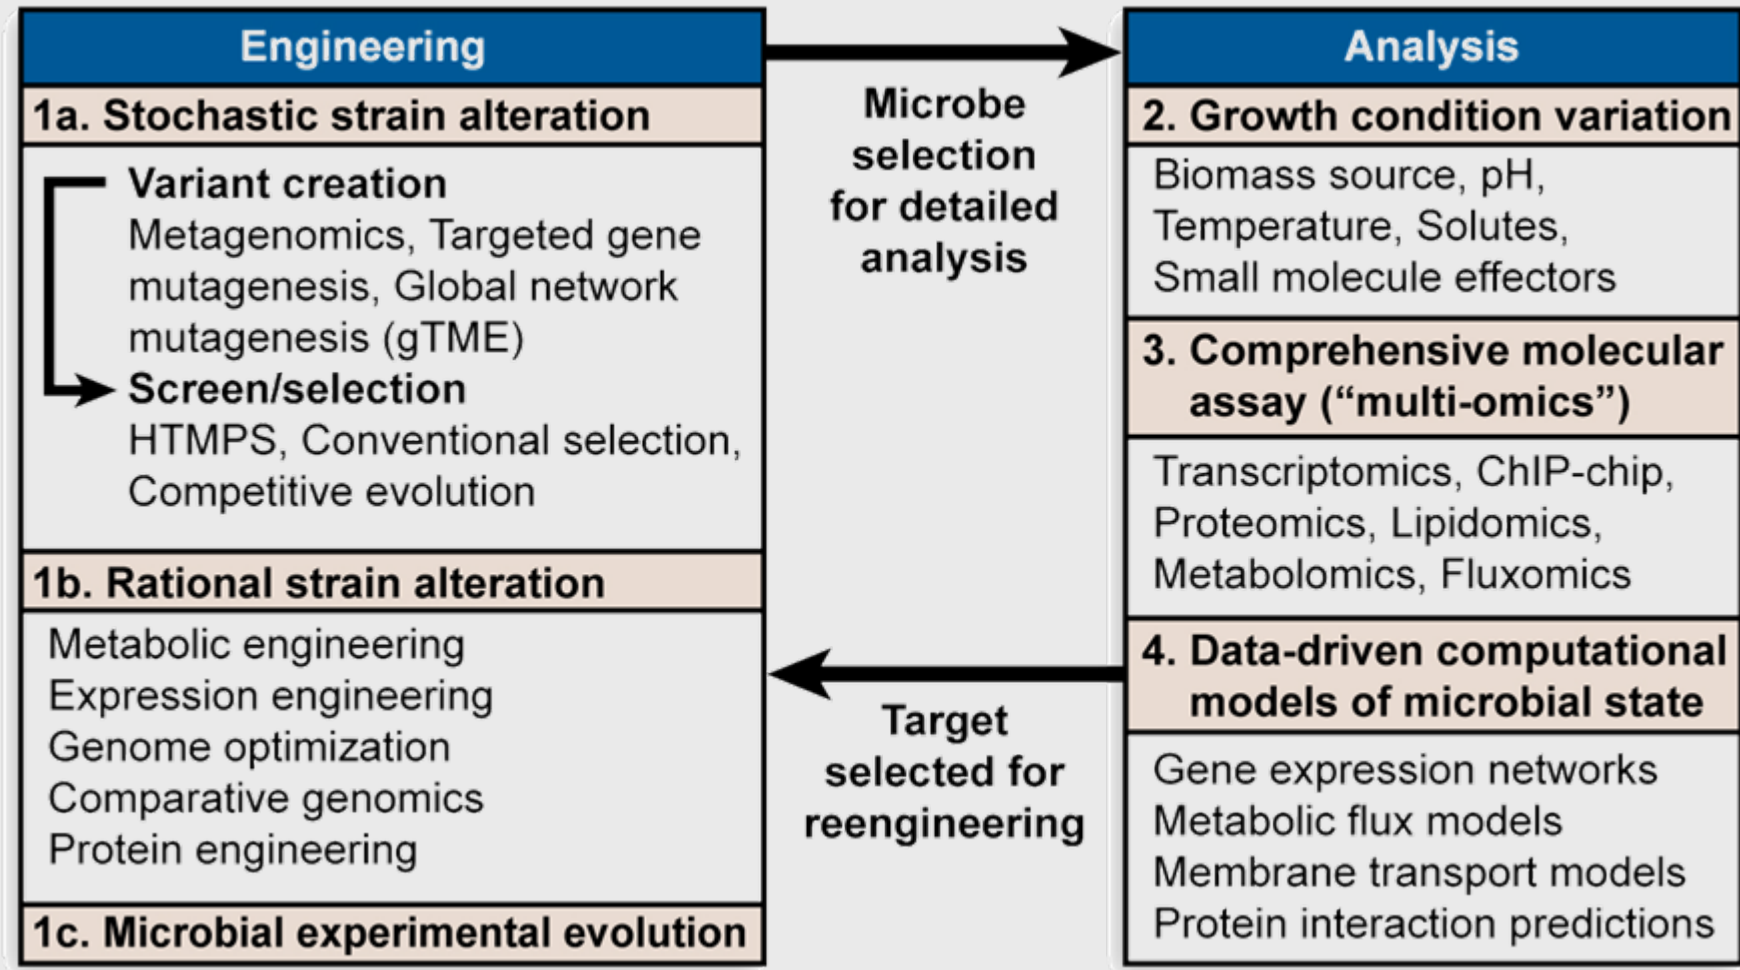 Engineering
1a. Stochastic strain alteration
Variant creation
Metagenomics, Targeted gene
mutagenesis, Global network
mutagenesis (gTME)
Screen/selection
HTMPS, Conventional selection,
Competitive evolution
1b. Rational strain alteration
Metabolic engineering
Expression engineering
Genome optimization
Comparative genomics
Protein engineering
1c. Microbial experimental evolution
Microbe
selection
for detailed
analysis
Target
selected for
reengineering
Analysis
2. Growth condition variation
Biomass source, pH,
Temperature, Solutes,
Small molecule effectors
3. Comprehensive molecular
assay (“multi-omics”)
Transcriptomics, ChIP-chip,
Proteomics, Lipidomics,
Metabolomics, Fluxomics
4. Data-driven computational
models of microbial state
Gene expression networks
Metabolic flux models
Membrane transport models
Protein interaction predictions